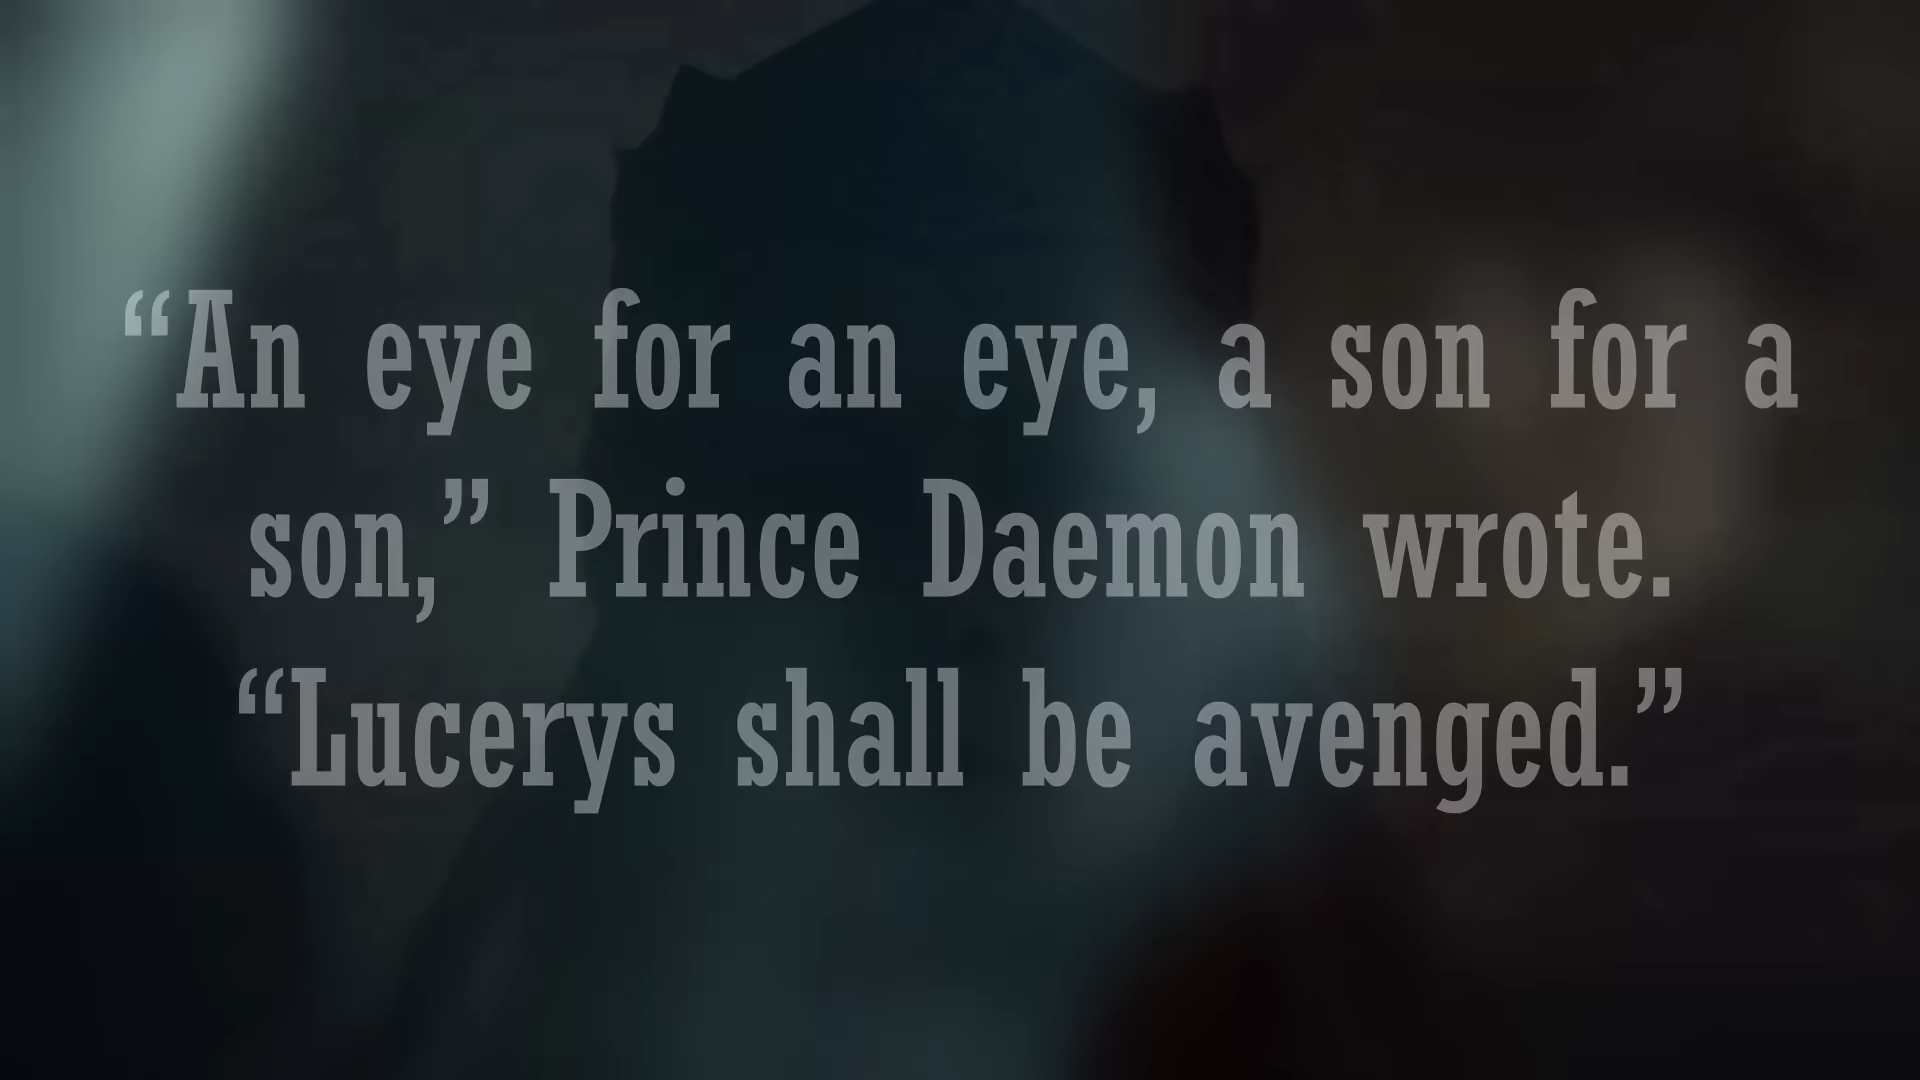 “An eye for an eye, a son for a
son,” Prince Daemon wrote.
“Lucerys shall be avenged.”